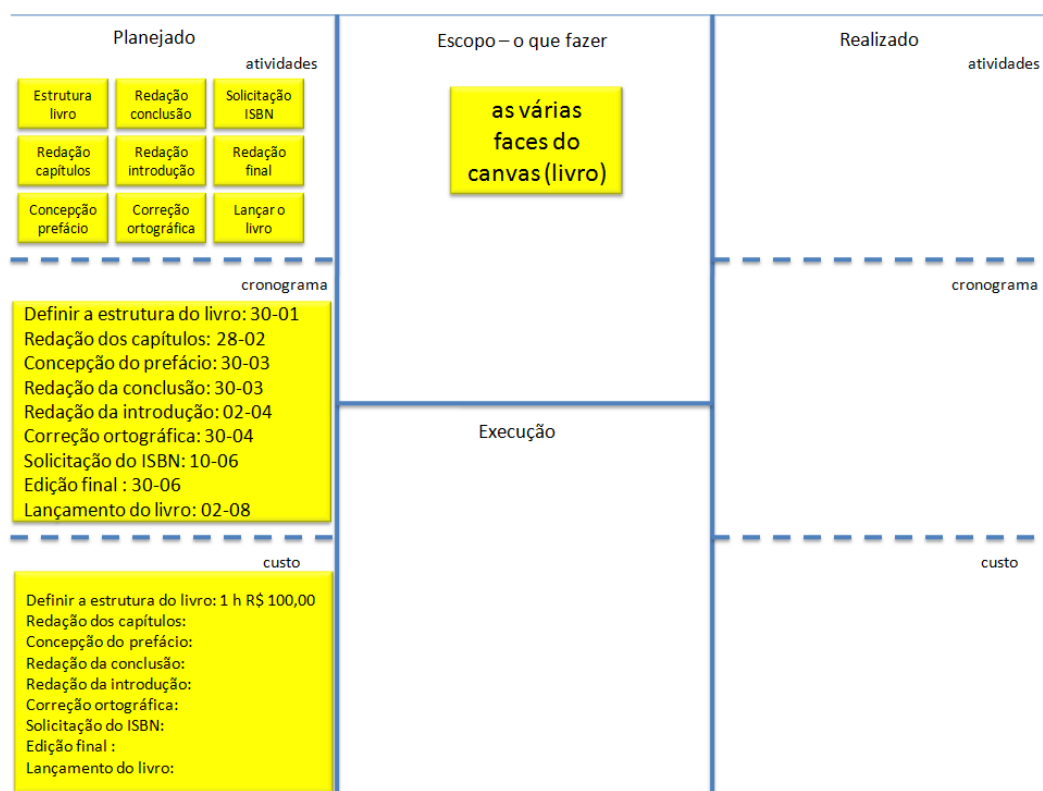 Planejado
atividades
Estrutura
livro
Redação
conclusão
Solicitação
ISBN
Redação
capítulos
Redação
introdução
Redação
final
Concepção
prefácio
Correção
ortográfica
Lançar o
livro
cronograma
Definir a estrutura do livro: 30-01
Redação dos capítulos: 28-02
Concepção do prefácio: 30-03
Redação da conclusão: 30-03
Redação da introdução: 02-04
Correção ortográfica: 30-04
Solicitação do ISBN: 10-06
Edição final : 30-06
Lançamento do livro: 02-08
custo
Definir a estrutura do livro: 1 h R$ 100,00
Redação dos capítulos:
Concepção do prefácio:
Redação da conclusão:
Redação da introdução:
Correção ortográfica:
Solicitação do ISBN:
Edição final :
Lançamento do livro:
Escopo – o que fazer
as várias
faces do
canvas (livro)
Execução
Realizado
atividades
cronograma
custo